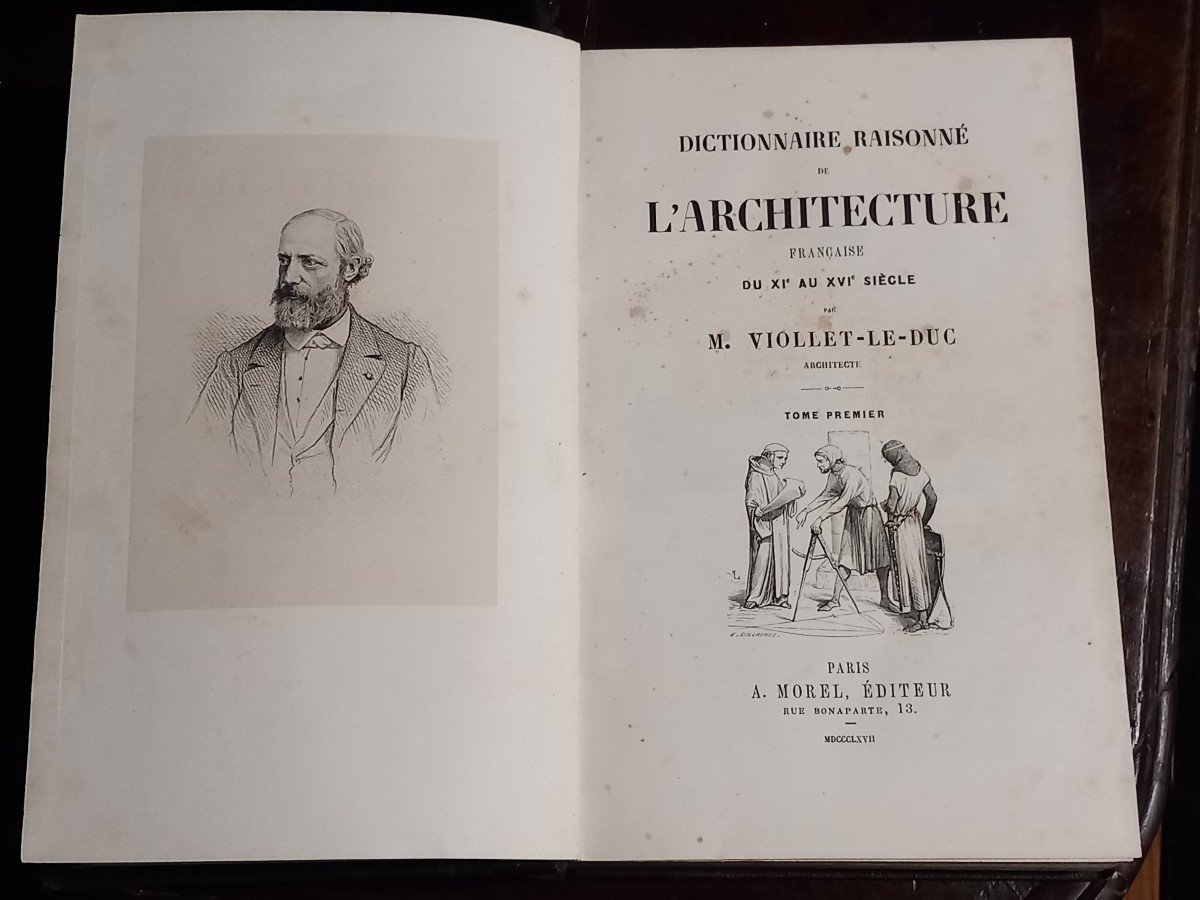 DICTIONNAIRE RAISONNÉ
DE
L'ARCHITECTURE
FRANÇAISE
DU XIe AU XVIe SIÈCLE
PAR
M. VIOLLET-LE-DUC
ARCHITECTE
TOME PREMIER
PARIS
A. MOREL, ÉDITEUR
RUE BONAPARTE, 13.
MDCCCLXVII